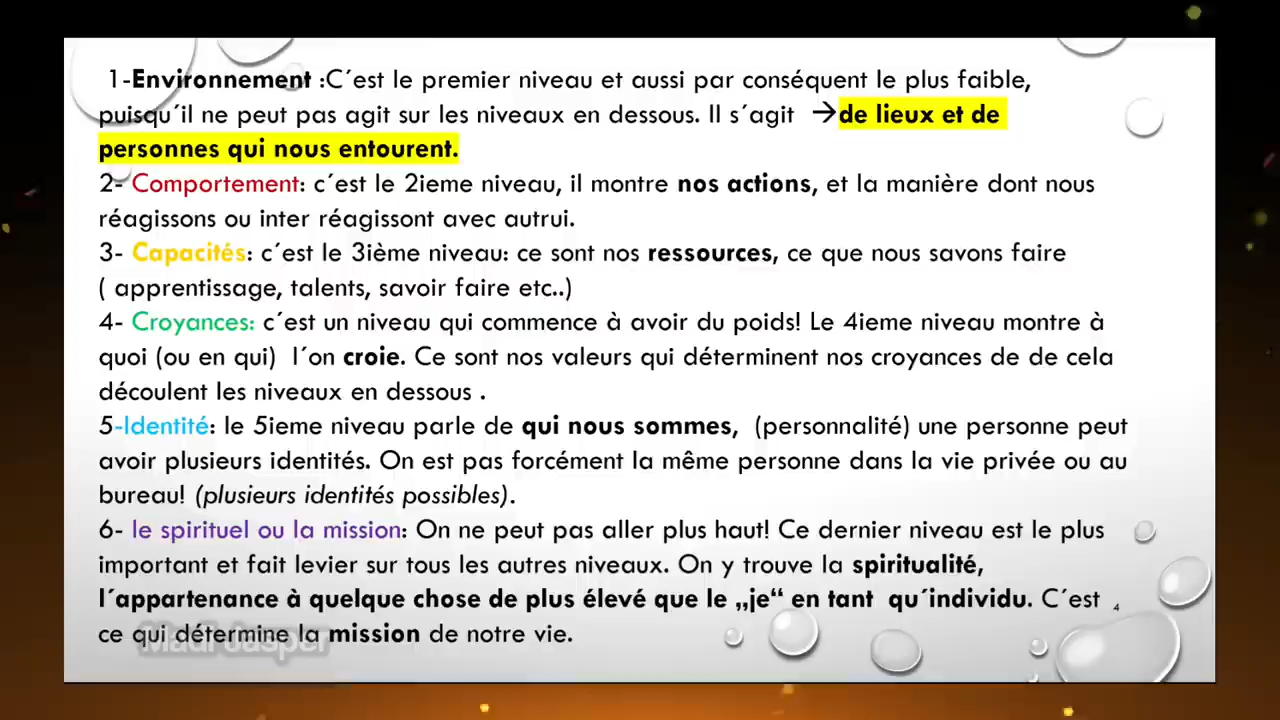 1-Environnement :C´est le premier niveau et aussi par conséquent le plus faible,
puisqu´il ne peut pas agit sur les niveaux en dessous. Il s´agit →de lieux et de
personnes qui nous entourent.
2- Comportement: c´est le 2ieme niveau, il montre nos actions, et la manière dont nous
réagissons ou inter réagissont avec autrui.
3- Capacités: c´est le 3ième niveau: ce sont nos ressources, ce que nous savons faire
( apprentissage, talents, savoir faire etc..)
4- Croyances: c´est un niveau qui commence à avoir du poids! Le 4ieme niveau montre à
quoi (ou en qui) l´on croie. Ce sont nos valeurs qui déterminent nos croyances de de cela
découlent les niveaux en dessous .
5-Identité: le 5ieme niveau parle de qui nous sommes, (personnalité) une personne peut
avoir plusieurs identités. On est pas forcément la même personne dans la vie privée ou au
bureau! (plusieurs identités possibles).
6- le spirituel ou la mission: On ne peut pas aller plus haut! Ce dernier niveau est le plus
important et fait levier sur tous les autres niveaux. On y trouve la spiritualité,
l´appartenance à quelque chose de plus élevé que le „je“ en tant qu´individu. C´est
4
ce qui détermine la mission de notre vie.
Madi Jasper